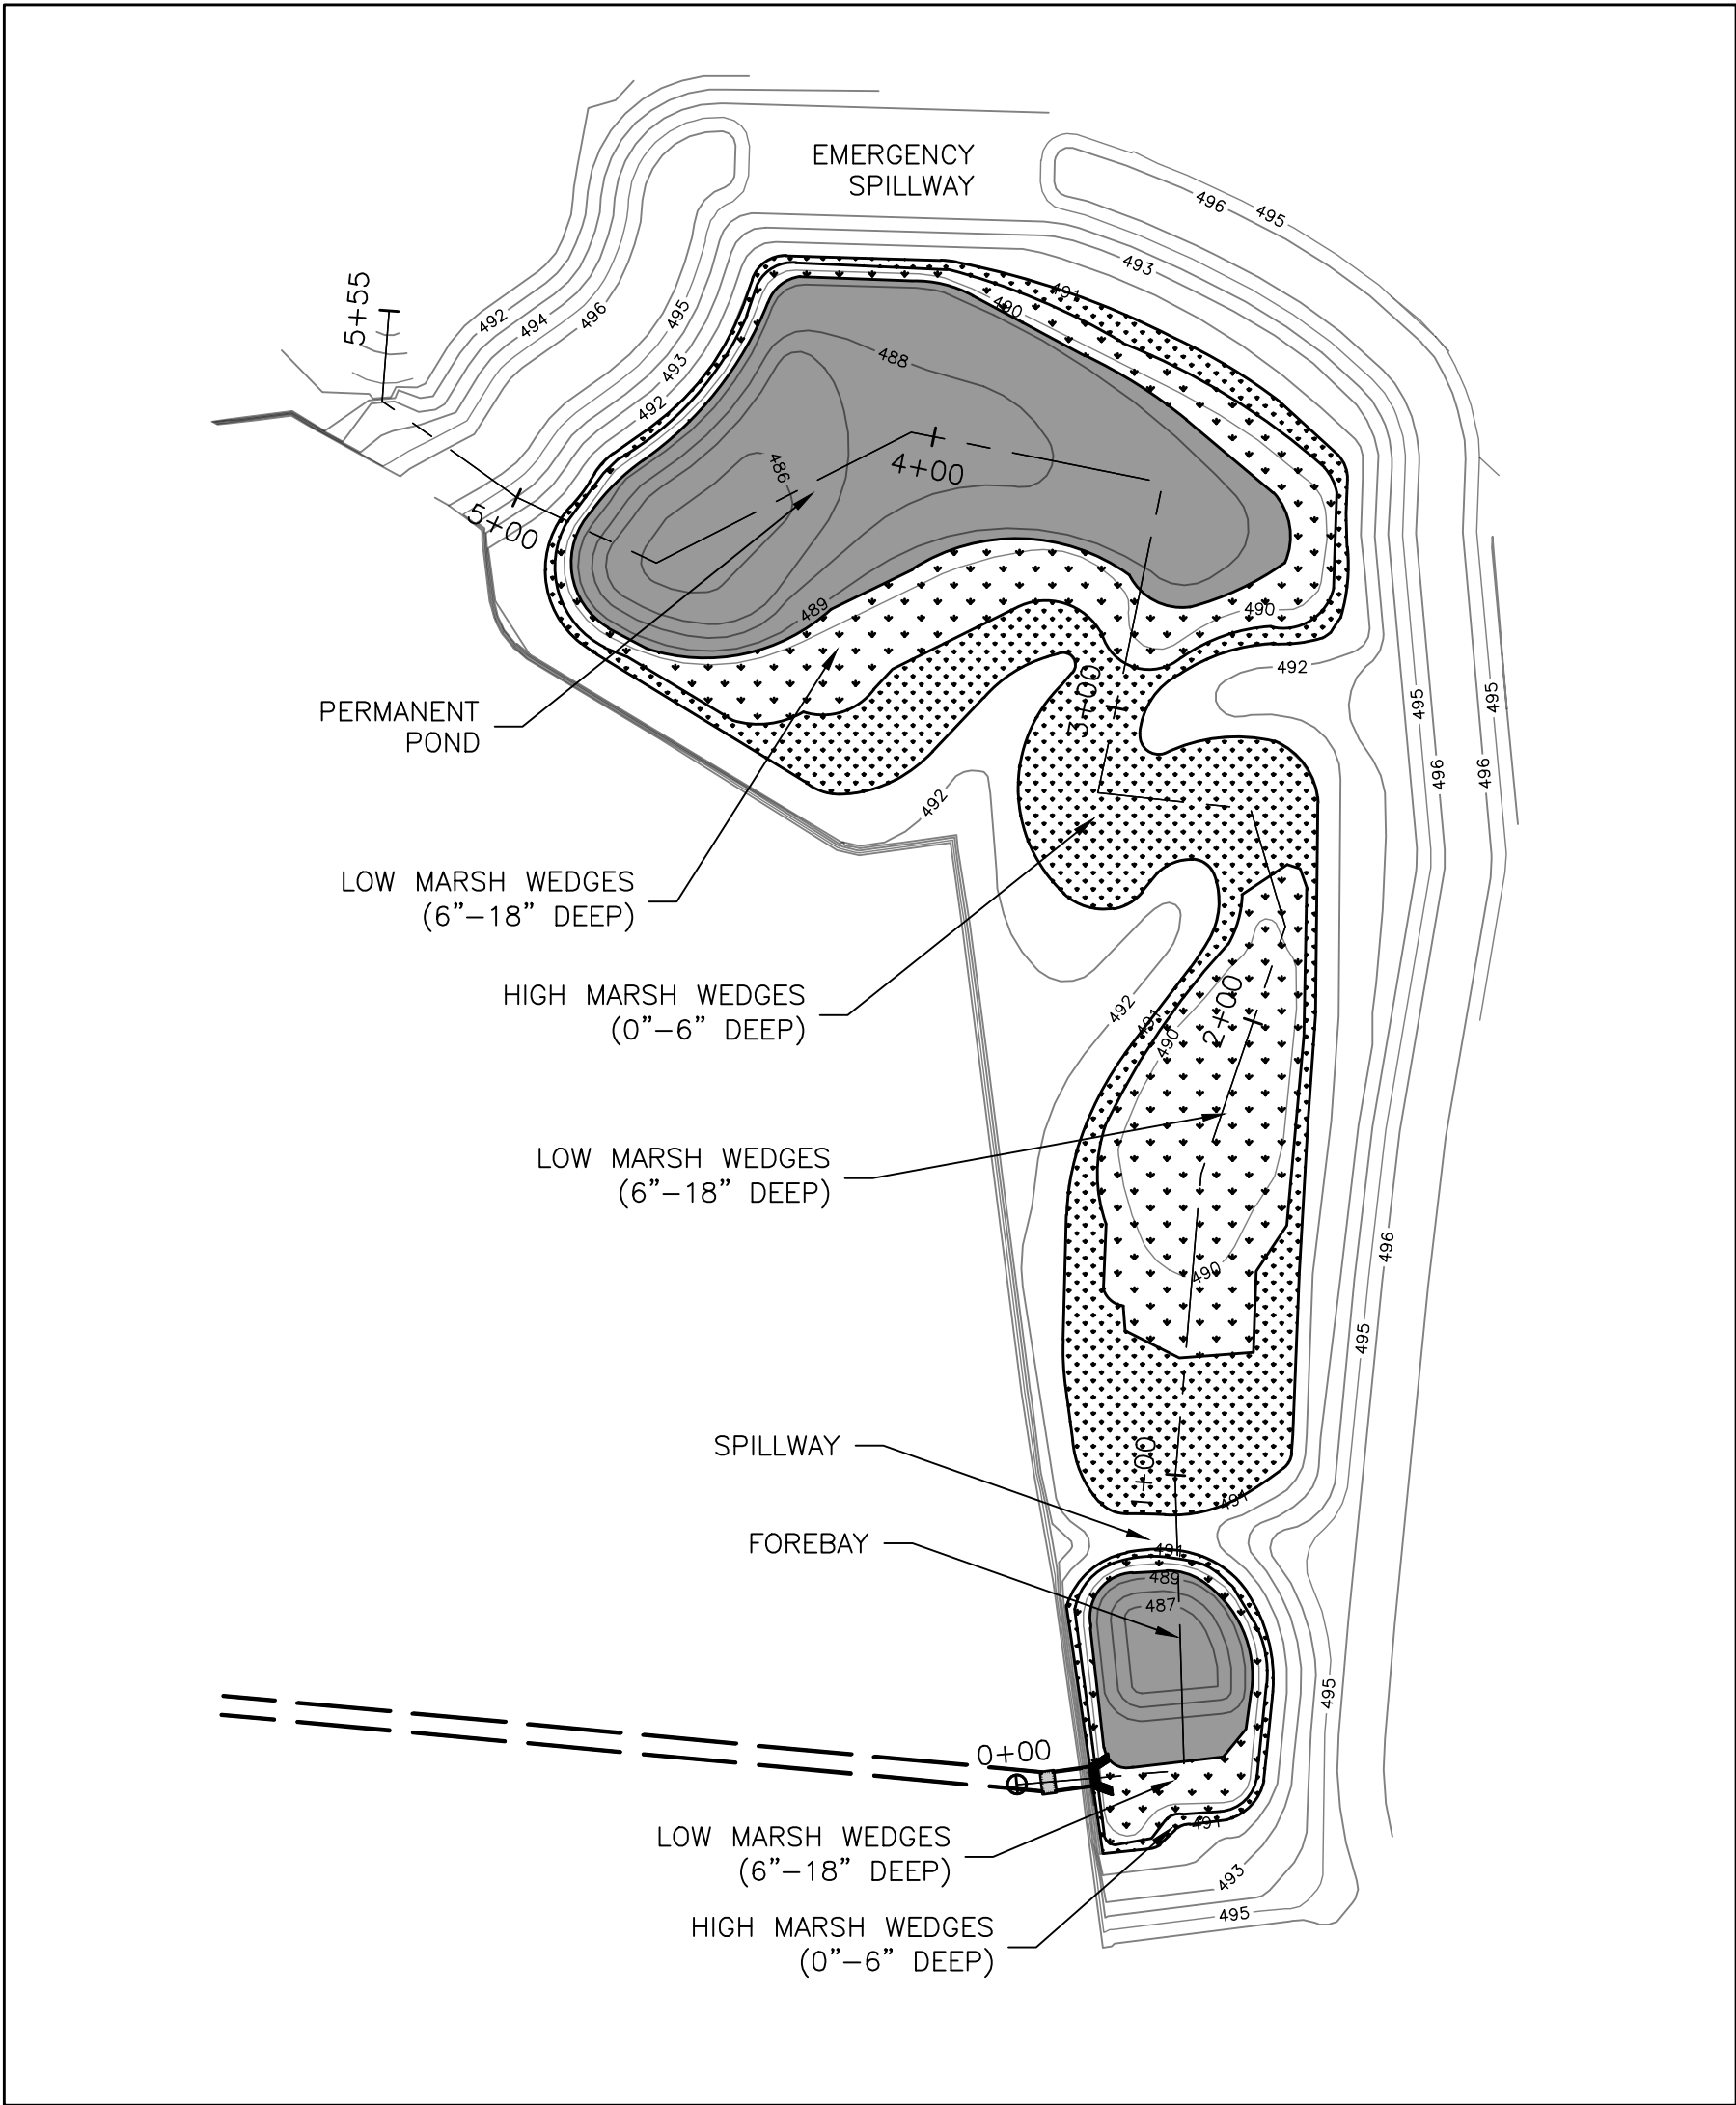 EMERGENCY
SPILLWAY
496
495
493
491
490
5+55
492
494
496
495
493
492
488
486
4+00
5+00
489
490
492
3+00
495
495
496
496
PERMANENT
POND
492
LOW MARSH WEDGES
(6”–18” DEEP)
HIGH MARSH WEDGES
(0”–6” DEEP)
492
491
490
2+00
LOW MARSH WEDGES
(6”–18” DEEP)
490
496
495
SPILLWAY
1+00
491
FOREBAY
491
489
487
495
0+00
LOW MARSH WEDGES
(6”–18” DEEP)
491
493
495
HIGH MARSH WEDGES
(0”–6” DEEP)